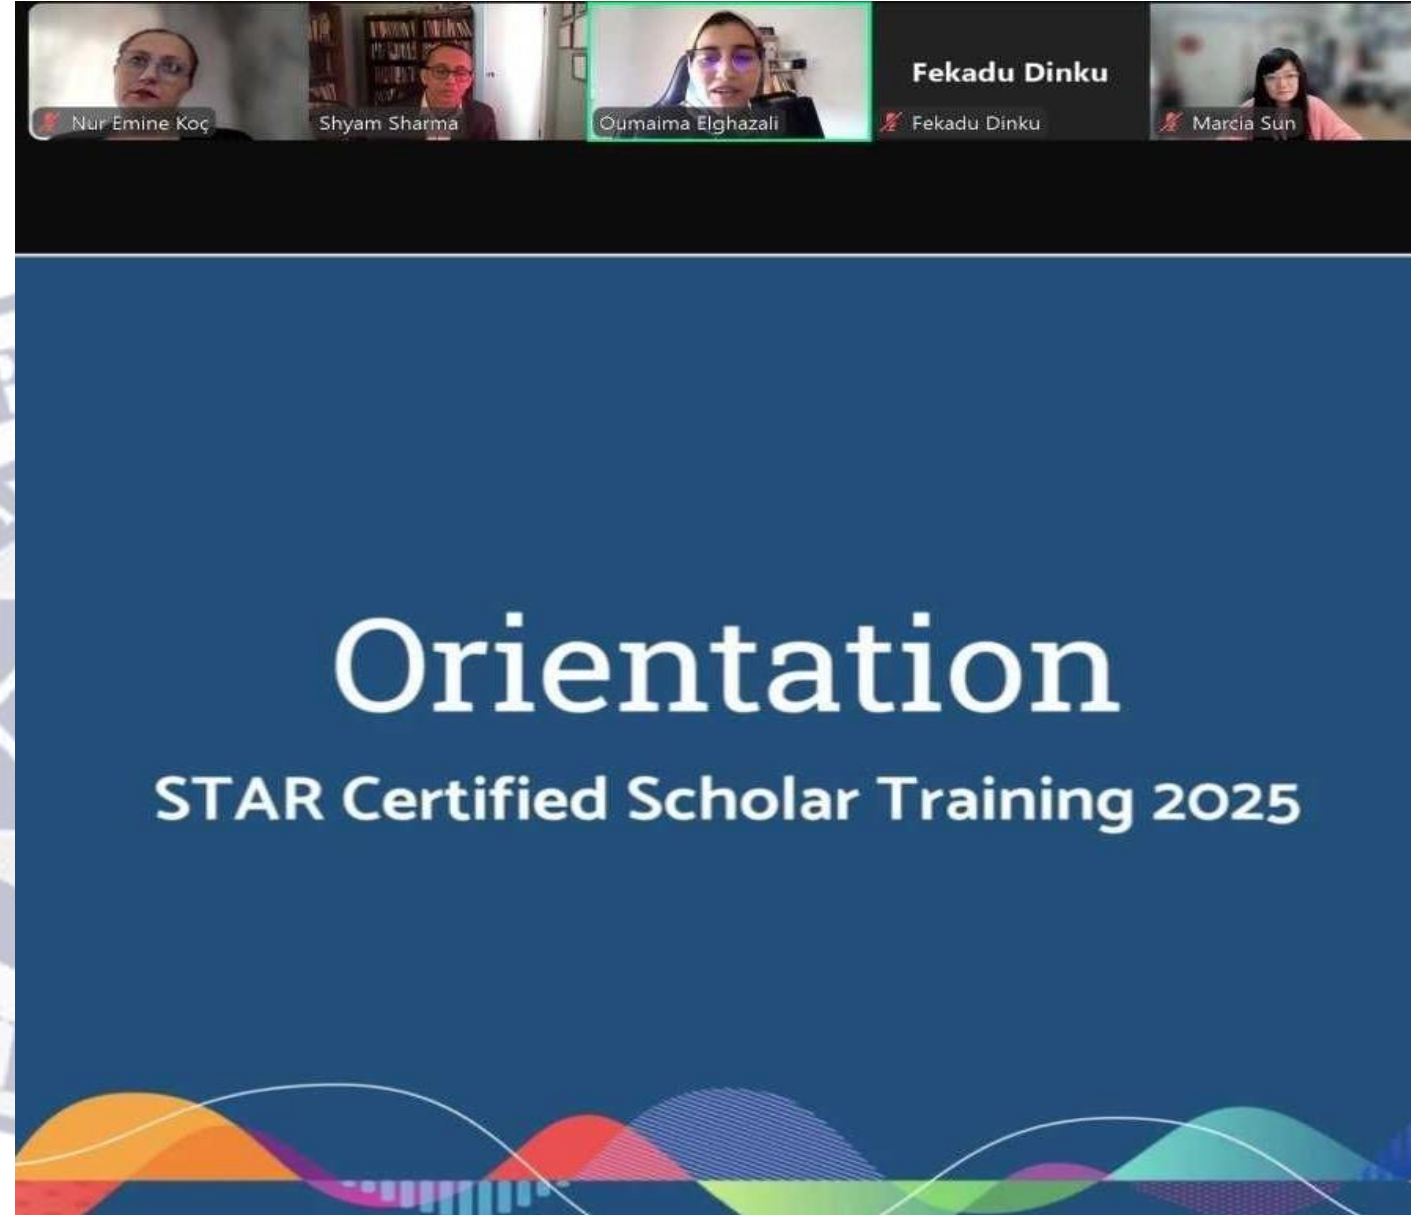 Nur Emine Koç
Shyam Sharma
Oumaima Elghazali
Fekadu Dinku
Fekadu Dinku
Marcia Sun
Orientation
STAR Certified Scholar Training 2025